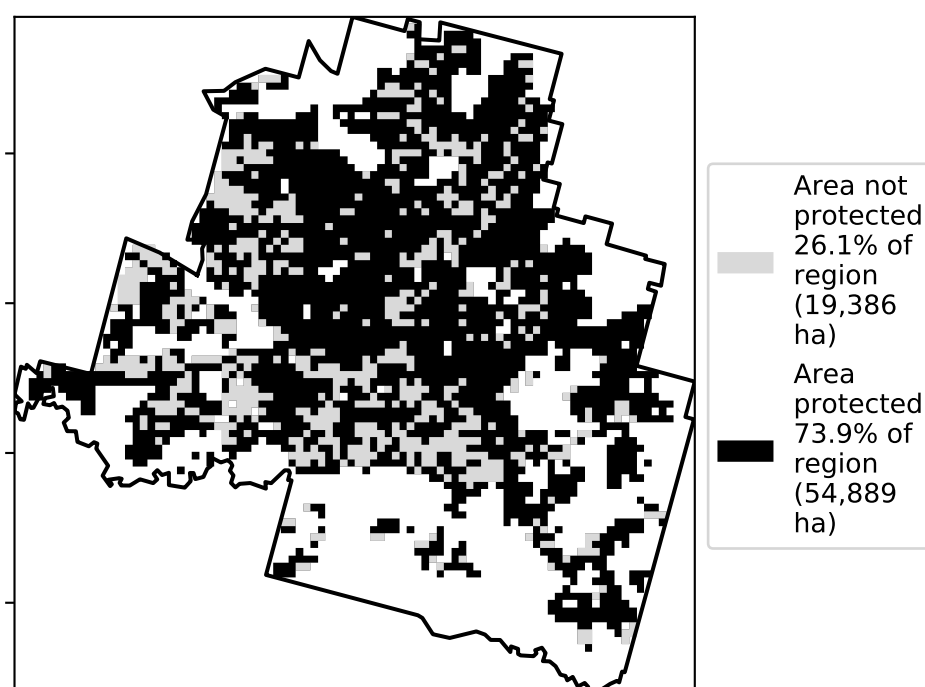 Area not
protected
26.1% of
region
(19,386
ha)
Area
protected
73.9% of
region
(54,889
ha)